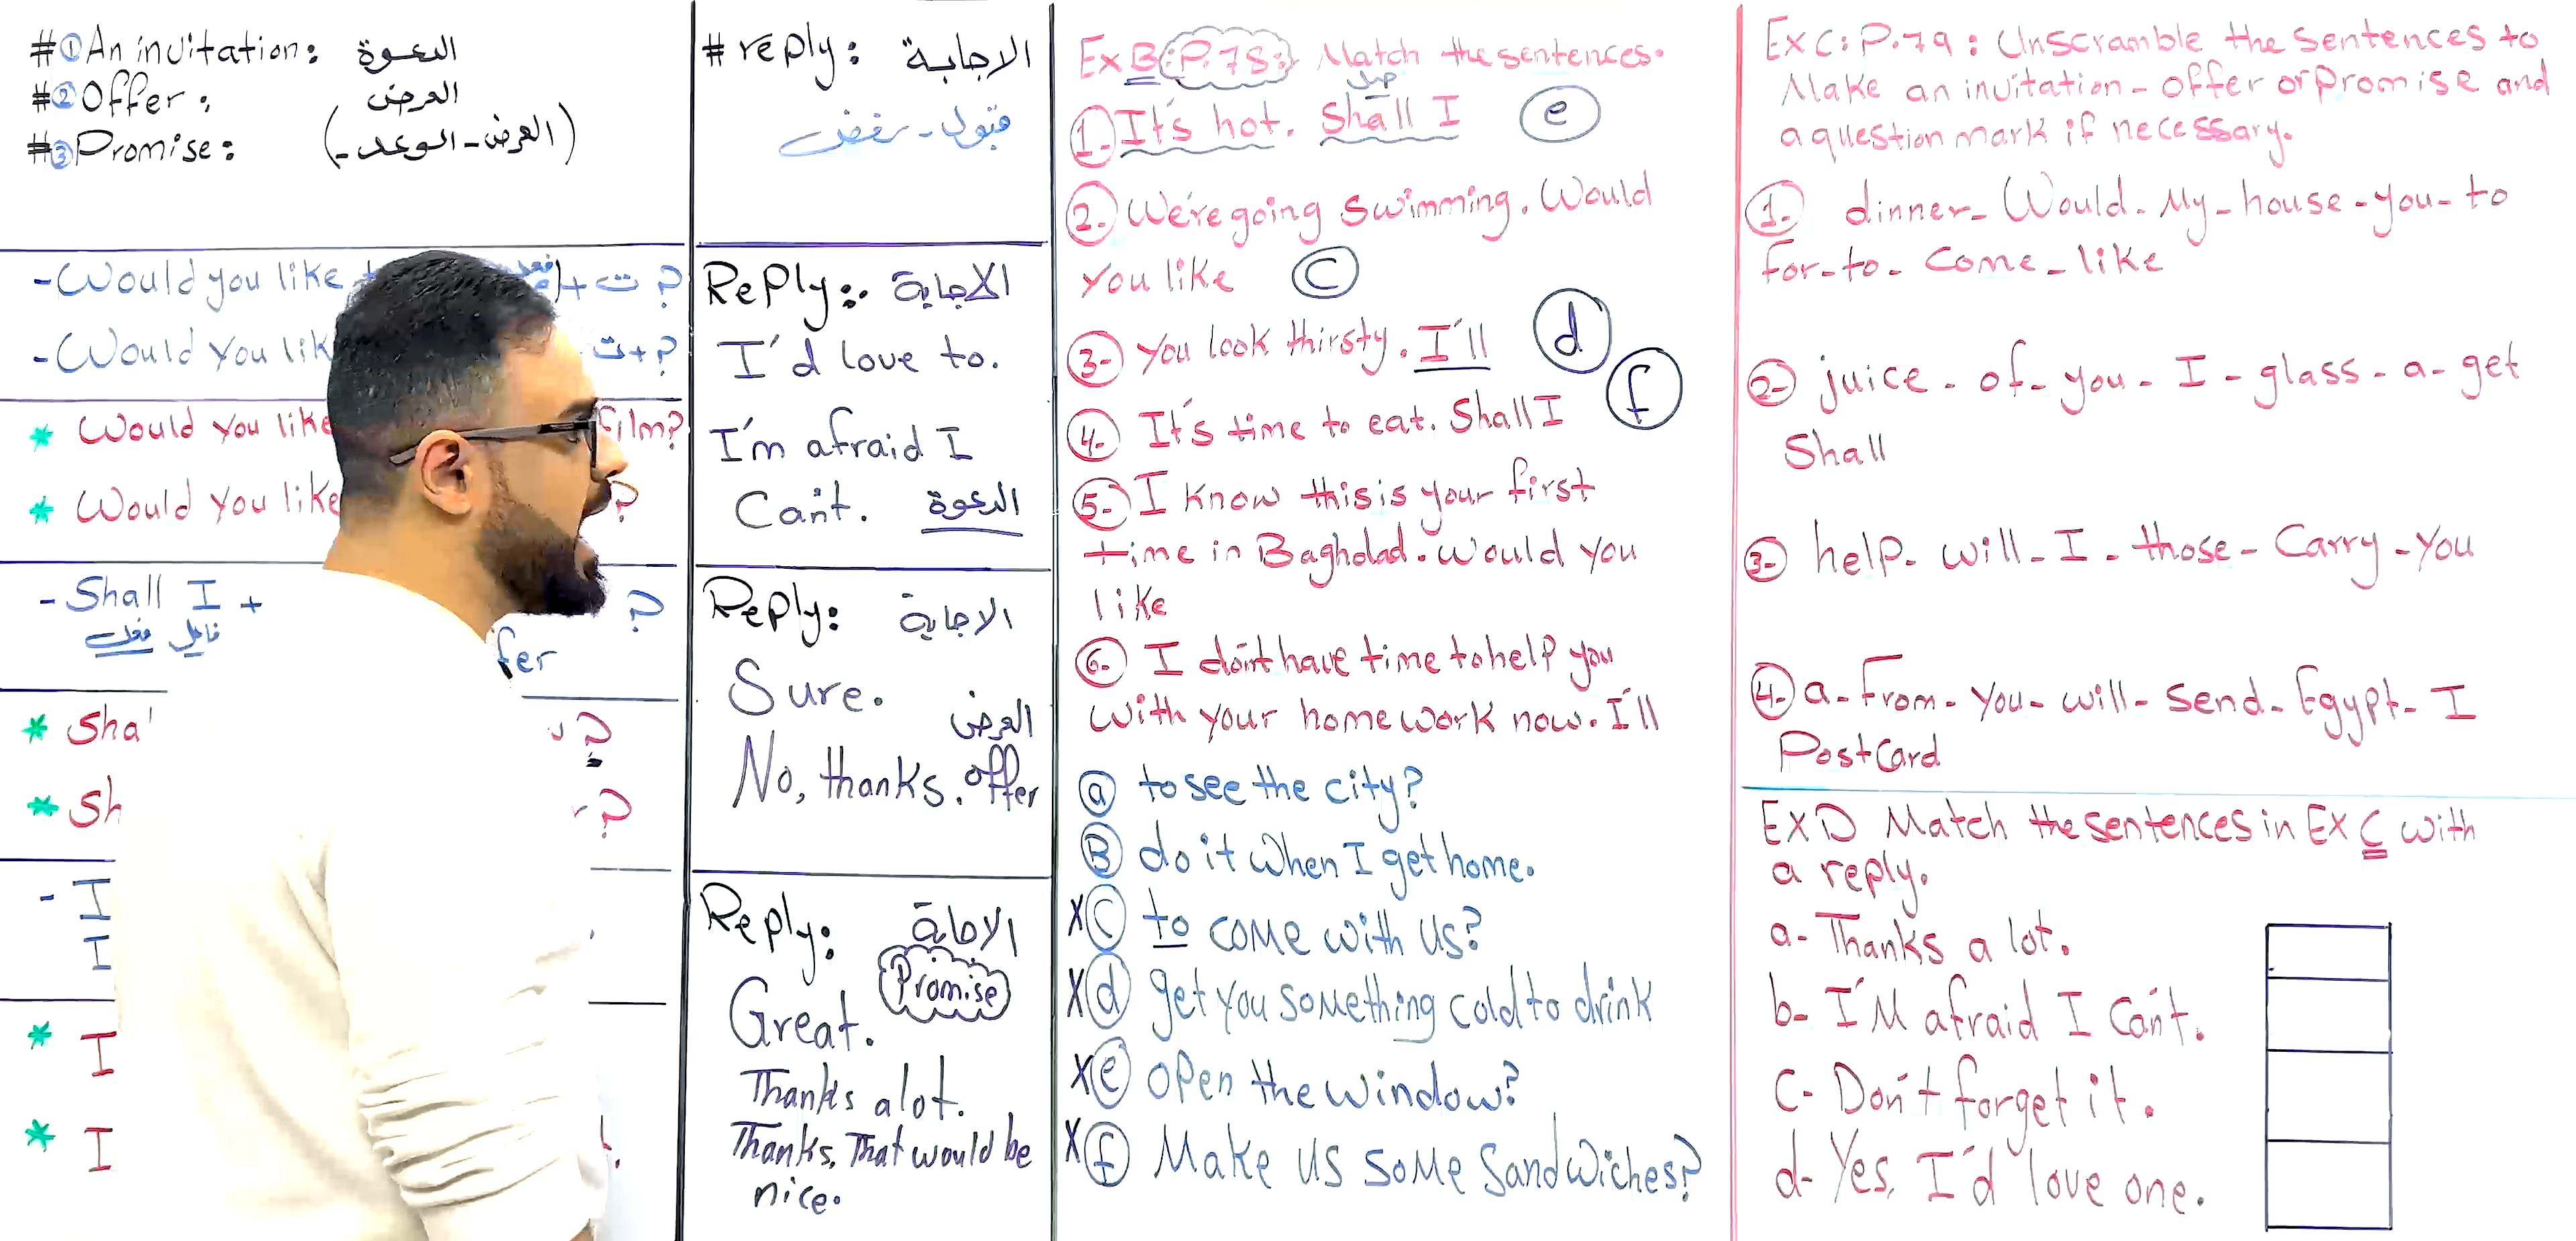 #① An invitation: الدعوة
#② Offer: العرض
#③ Promise: (العرض-الوعد-)
-Would you like + ت ?
-Would you lik ت+?
* Would you like film?
* Would you like ?
- Shall I + ?
فعل فاعل
fer
* Sha ?
* Sh r?
- I
I
* I
* I
# reply: الاجابة
قبول - رفض
Reply: الاجابة
I'd love to.
I'm afraid I
Can't. الدعوة
Reply: الاجابة
Sure.
العرض
No, thanks. offer
Reply: الاجابة
Promise
Great.
Thanks a lot.
Thanks. That would be
nice.
Ex B: P.78: Match the sentences.
هل
1. It's hot. Shall I e
2. We're going swimming. Would
you like C
3- You look thirsty. I'll d
4- It's time to eat. Shall I f
5- I know this is your first
time in Baghdad. Would you
like
6- I don't have time to help you
with your homework now. I'll
a to see the city?
B do it when I get home.
x C to come with us?
x d get you something cold to drink
x e open the window?
x f Make us some sandwiches?
Ex C: P.79: Unscramble the sentences to
Make an invitation - offer or promise and
a question mark if necessary.
1. dinner - Would - My - house - you - to
for - to - come - like
2- juice - of - you - I - glass - a - get
Shall
3- help - will - I - those - Carry - you
4- a - from - you - will - send - Egypt - I
Postcard
Ex D Match the sentences in Ex C with
a reply.
a- Thanks a lot.
b- I'M afraid I Can't.
C- Don't forget it.
d- Yes, I'd love one.